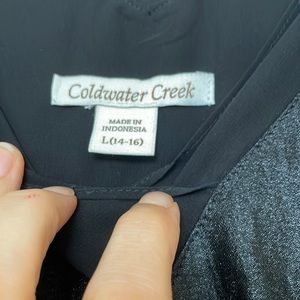 Coldwater Creek
MADE IN
INDONESIA
L(14-16)